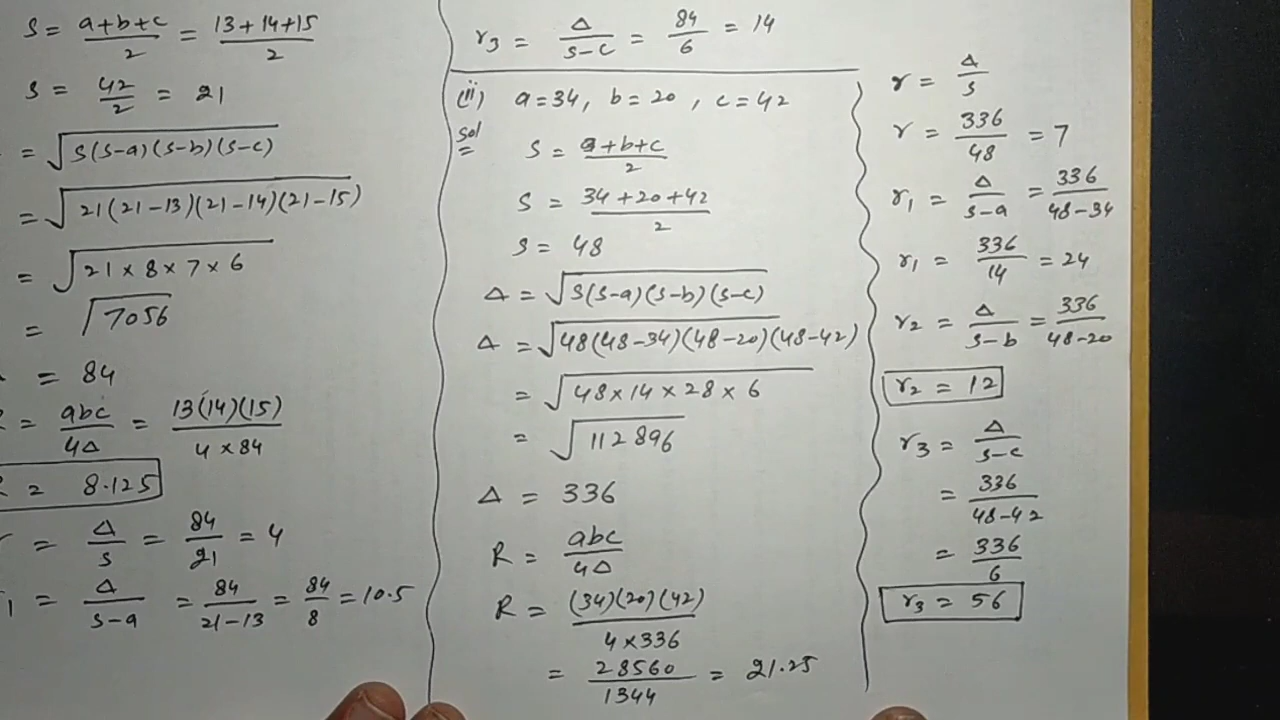 S = a+b+c/2 = 13+14+15/2
S = 42/2 = 21
= √S(S-a)(S-b)(S-c)
= √21(21-13)(21-14)(21-15)
= √21×8×7×6
= √7056
= 84
= abc/4Δ = 13(14)(15)/4×84
= 8.125
= Δ/S = 84/21 = 4
1 = Δ/S-a = 84/21-13 = 84/8 = 10.5
r3 = Δ/S-c = 84/6 = 14
(ii) a=34, b=20, c=42
Sol
S = a+b+c/2
S = 34+20+42/2
S = 48
Δ = √S(S-a)(S-b)(S-c)
Δ = √48(48-34)(48-20)(48-42)
= √48×14×28×6
= √112896
Δ = 336
R = abc/4Δ
R = (34)(20)(42)/4×336
= 28560/1344 = 21.25
r = Δ/S
r = 336/48 = 7
r1 = Δ/S-a = 336/48-34
r1 = 336/14 = 24
r2 = Δ/S-b = 336/48-20
r2 = 12
r3 = Δ/S-c
= 336/48-42
= 336/6
r3 = 56